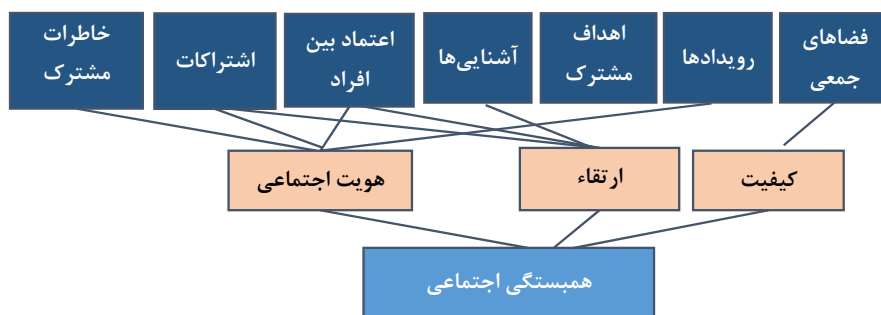 فضاهای
جمعی
رویدادها
اهداف
مشترک
آشنایی‌ها
اعتماد بین
افراد
اشتراکات
خاطرات
مشترک
کیفیت
ارتقاء
هویت اجتماعی
همبستگی اجتماعی